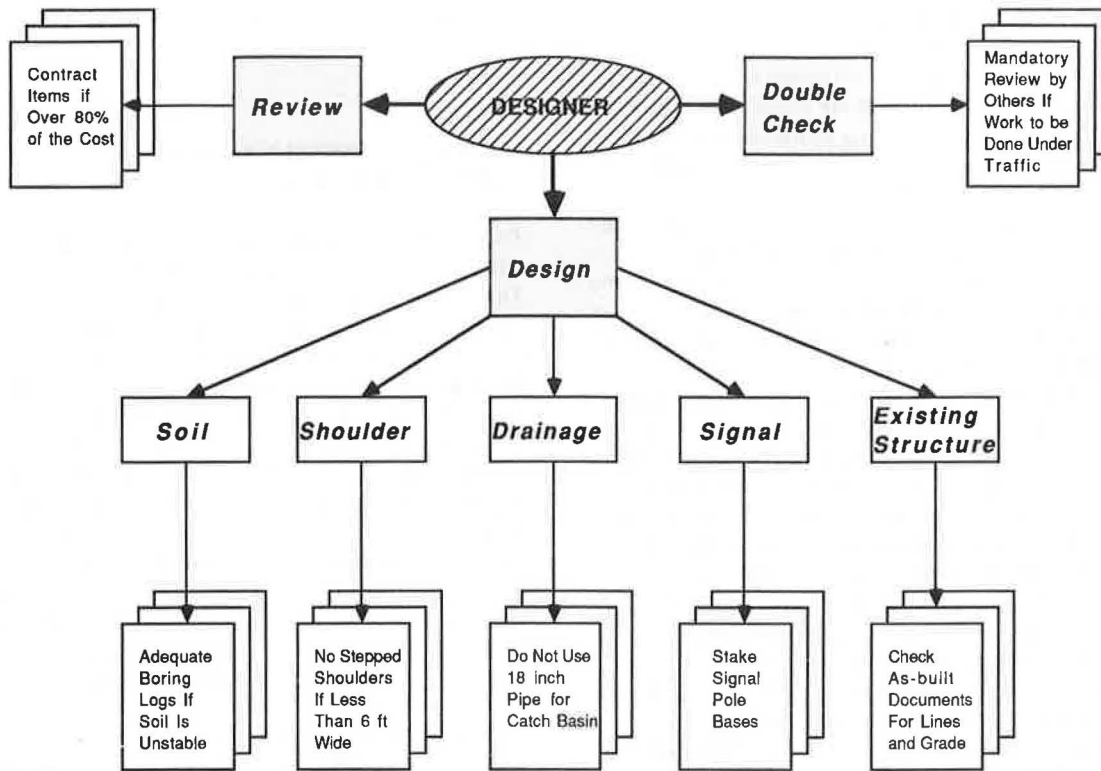 Contract
Items if
Over 80%
of the Cost
Review
DESIGNER
Double
Check
Mandatory
Review by
Others If
Work to be
Done Under
Traffic
Design
Soil
Shoulder
Drainage
Signal
Existing
Structure
Adequate
Boring
Logs If
Soil Is
Unstable
No Stepped
Shoulders
If Less
Than 6 ft
Wide
Do Not Use
18 inch
Pipe for
Catch Basin
Stake
Signal
Pole
Bases
Check
As-built
Documents
For Lines
and Grade